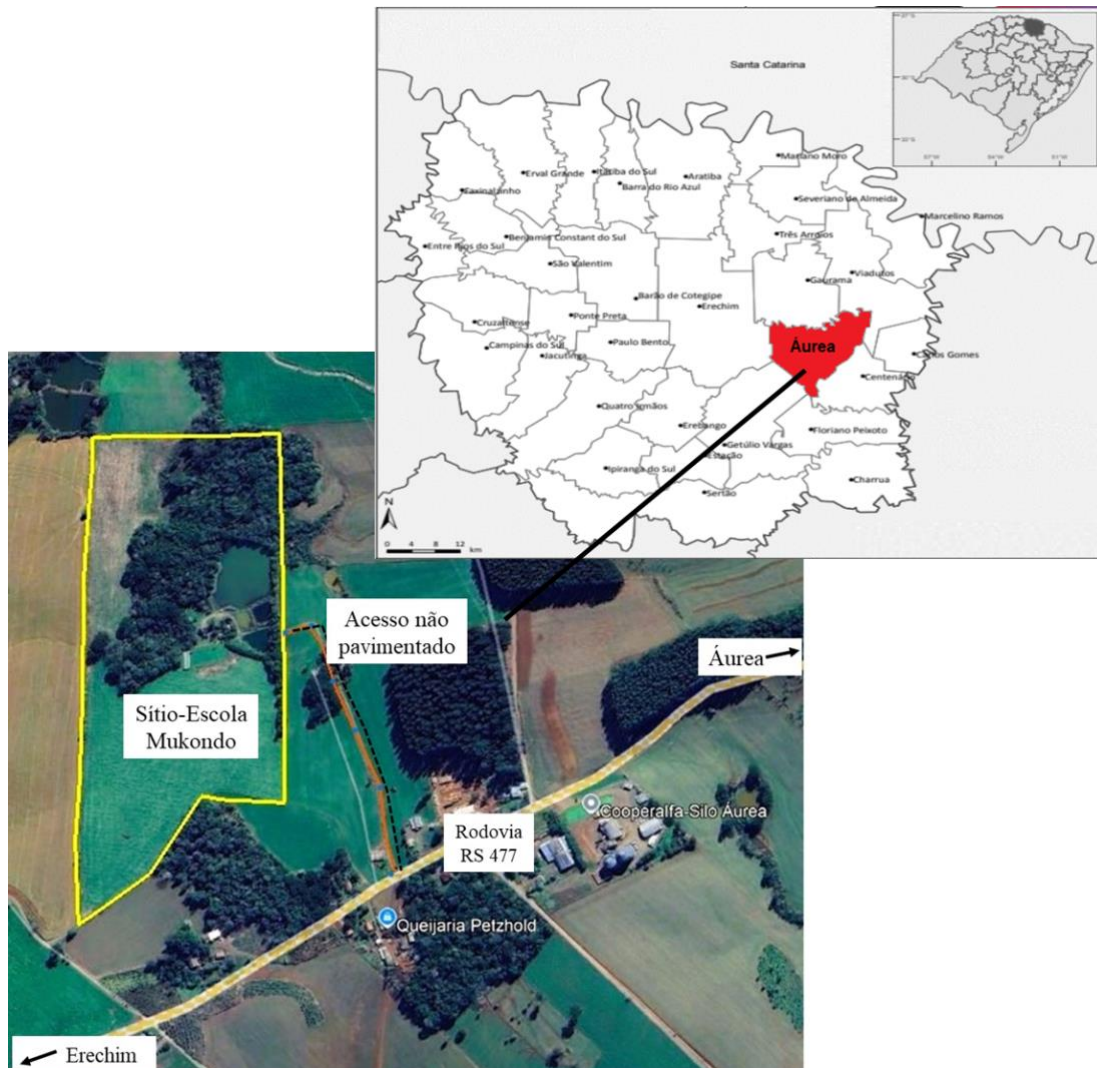 Santa Catarina
Mariano Moro
Erval Grande
Itatiba do Sul
Barra do Rio Azul
Aratiba
Faxinalzinho
Severiano de Almeida
Marcelino Ramos
Entre Rios do Sul
Benjamin Constant do Sul
Três Arroios
São Valentim
Viadutos
Gaurama
Barão de Cotegipe
Erechim
Cruzaltense
Ponte Preta
Campinas do Sul
Jacutinga
Paulo Bento
Áurea
Carlos Gomes
Centenário
Quatro Irmãos
Erebango
Floriano Peixoto
Getúlio Vargas
Estação
Ipiranga do Sul
Charrua
Sertão
N
0 4 8 12
km
57°W 54°W 51°W
Acesso não
pavimentado
Áurea
Sítio-Escola
Mukondo
Cooperalfa-Silo Áurea
Rodovia
RS 477
Queijaria Petzhold
Erechim